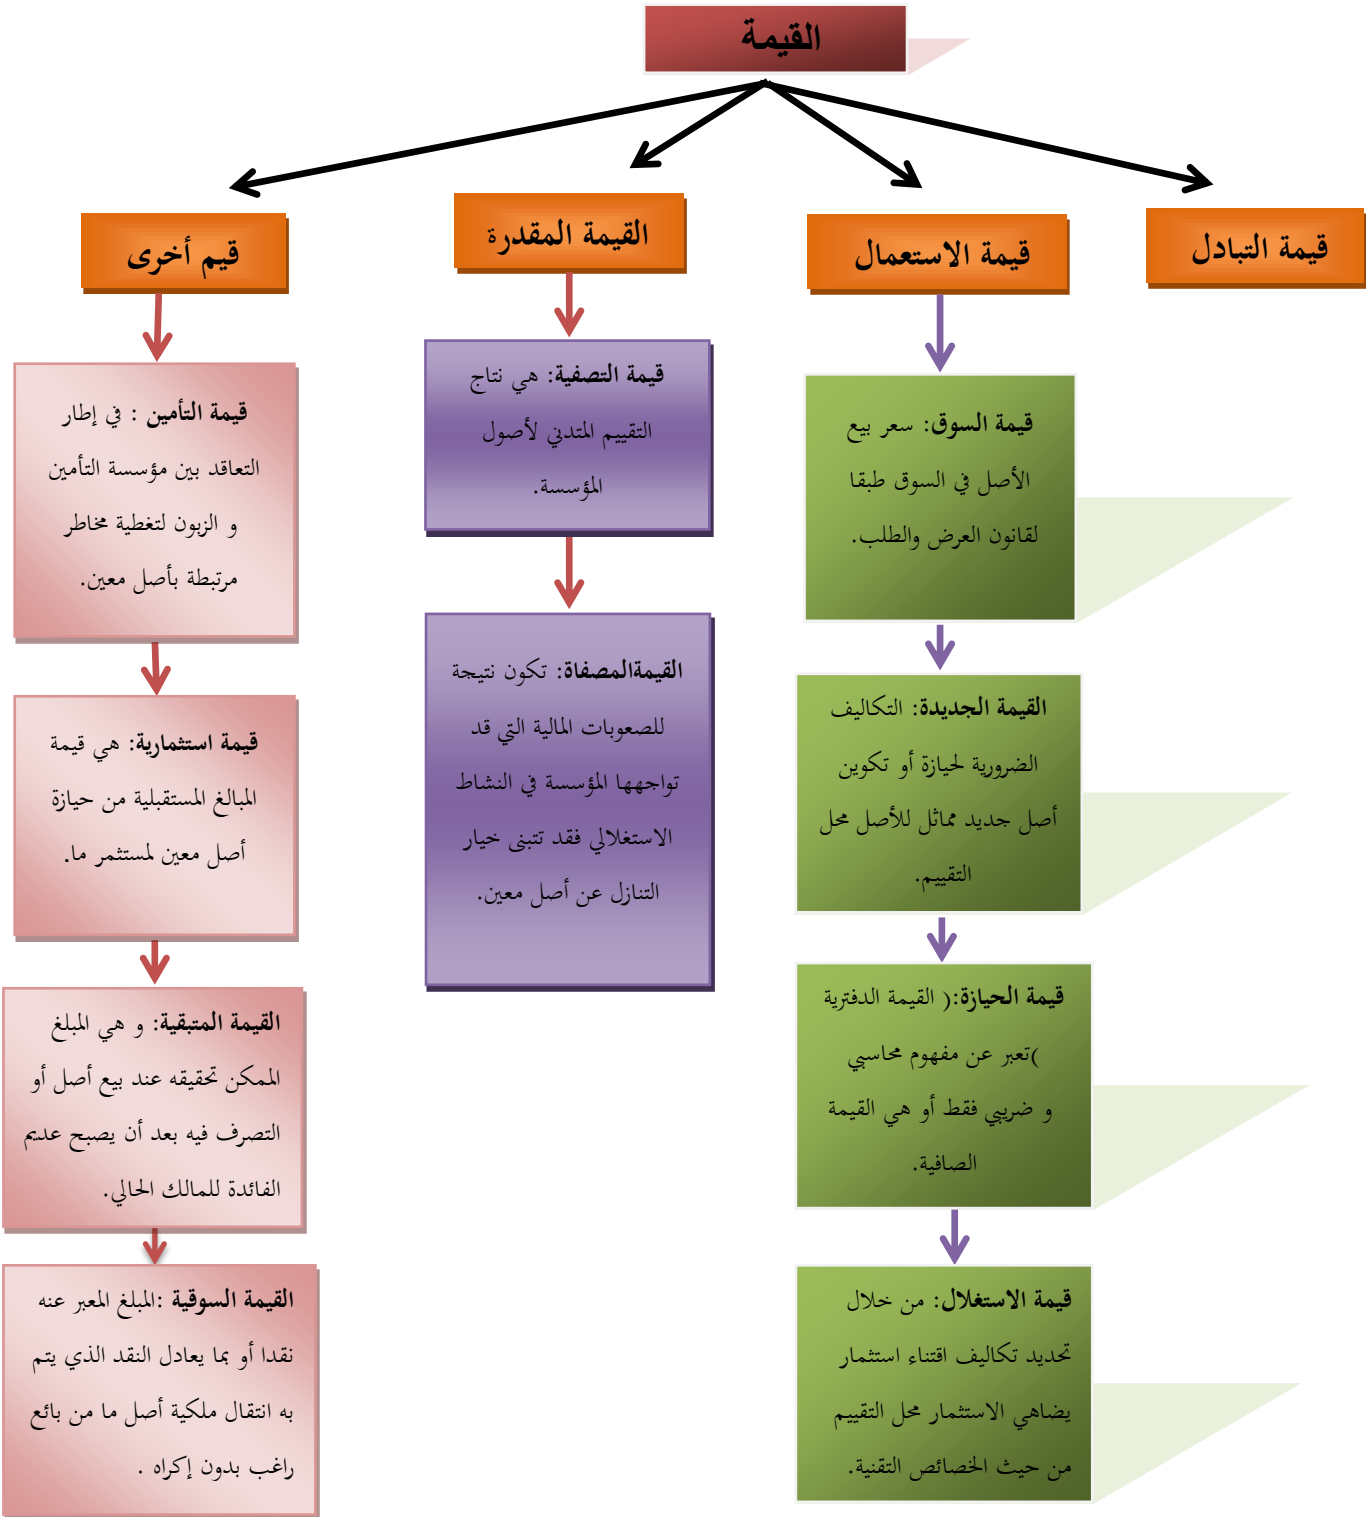 القيمة
قيمة التبادل
قيمة الاستعمال
القيمة المقدرة
قيم أخرى
قيمة السوق: سعر بيع
الأصل في السوق طبقا
لقانون العرض والطلب.
القيمة الجديدة: التكاليف
الضرورية لحيازة أو تكوين
أصل جديد مماثل للأصل محل
التقييم.
قيمة الحيازة:( القيمة الدفترية
)تعبر عن مفهوم محاسبي
و ضريبي فقط أو هي القيمة
الصافية.
قيمة الاستغلال: من خلال
تحديد تكاليف اقتناء استثمار
يضاهي الاستثمار محل التقييم
من حيث الخصائص التقنية.
قيمة التصفية: هي نتاج
التقييم المتدني لأصول
المؤسسة.
القيمةالمصفاة: تكون نتيجة
للصعوبات المالية التي قد
تواجهها المؤسسة في النشاط
الاستغلالي فقد تتبنى خيار
التنازل عن أصل معين.
قيمة التأمين : في إطار
التعاقد بين مؤسسة التأمين
و الزبون لتغطية مخاطر
مرتبطة بأصل معين.
قيمة استثمارية: هي قيمة
المبالغ المستقبلية من حيازة
أصل معين لمستثمر ما.
القيمة المتبقية: و هي المبلغ
الممكن تحقيقه عند بيع أصل أو
التصرف فيه بعد أن يصبح عديم
الفائدة للمالك الحالي.
القيمة السوقية :المبلغ المعبر عنه
نقدا أو بما يعادل النقد الذي يتم
به انتقال ملكية أصل ما من بائع
راغب بدون إكراه .